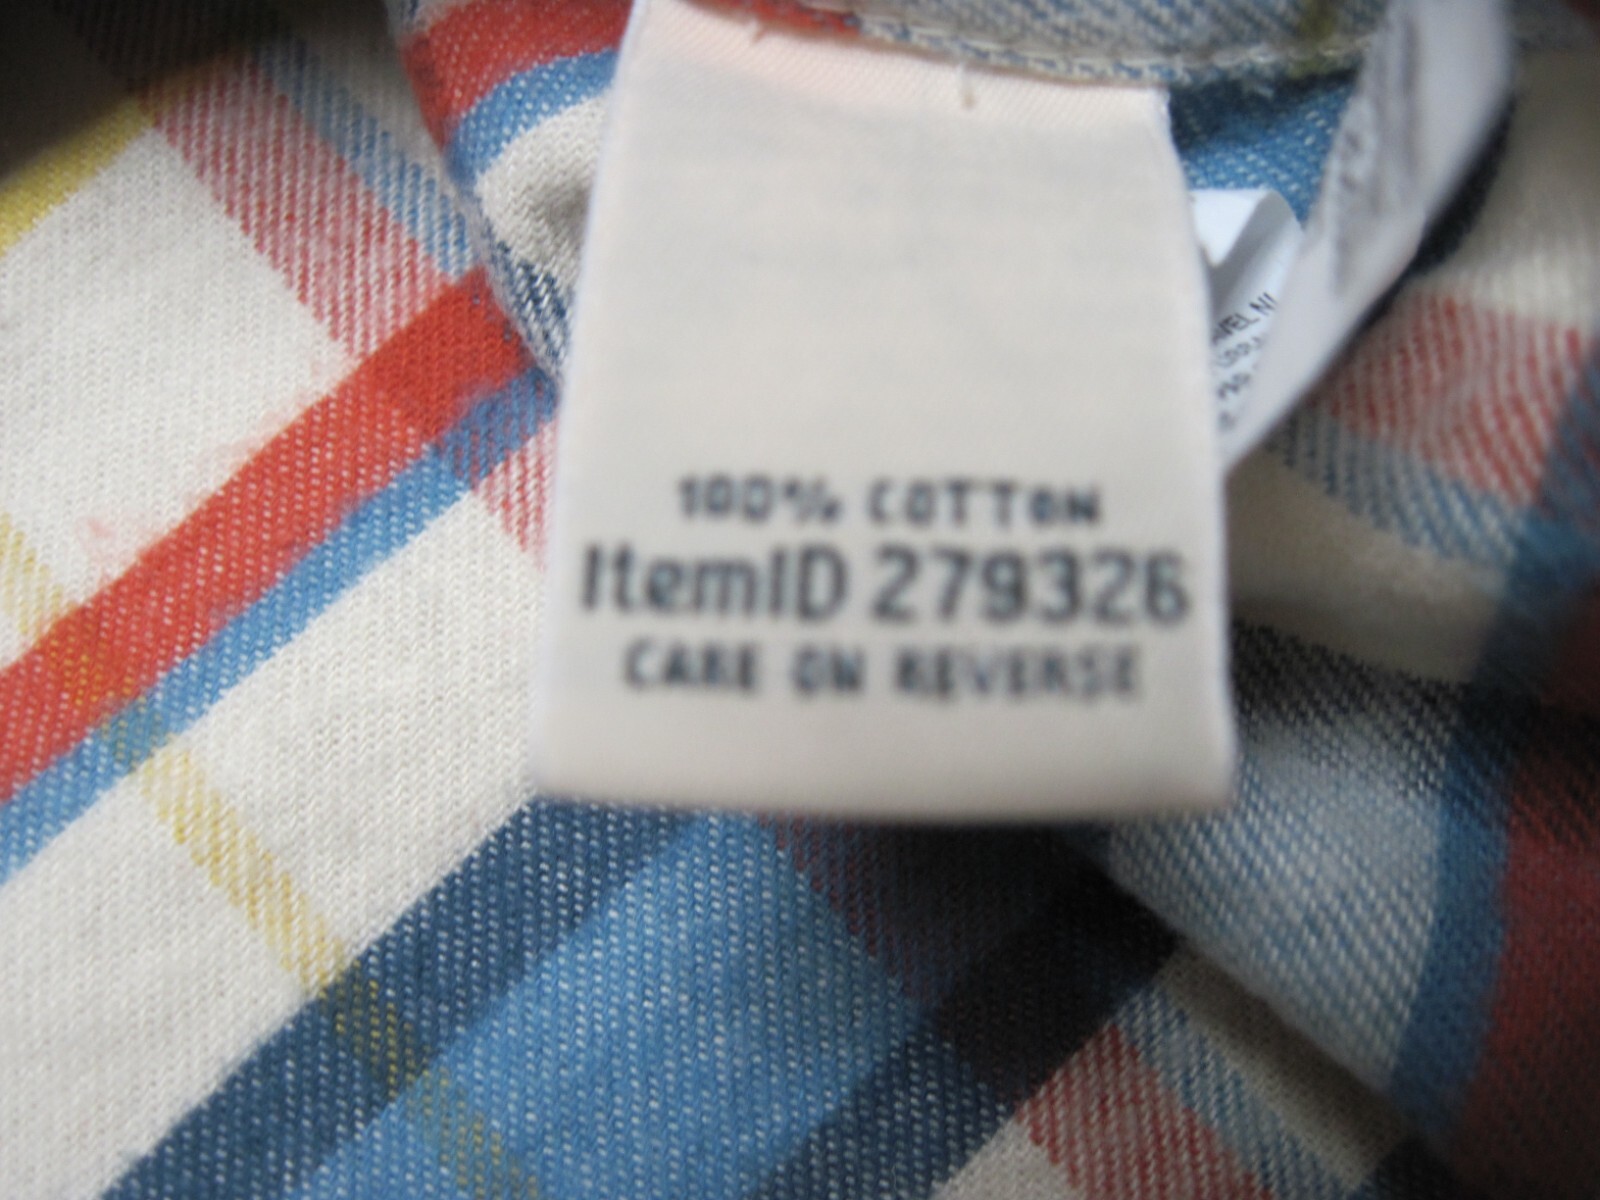 100% COTTON
ItemID 279326
CARE ON REVERSE